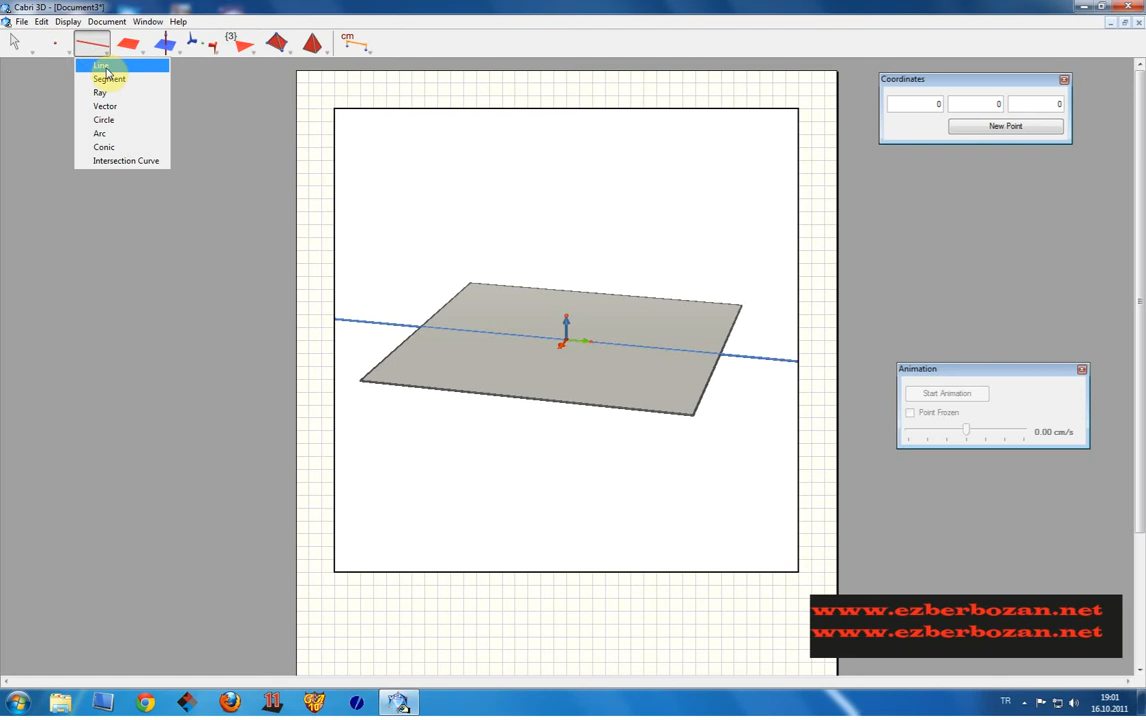 Cabri 3D - [Document3*]
File Edit Display Document Window Help
{3}
cm
Line
Segment
Ray
Vector
Circle
Arc
Conic
Intersection Curve
Coordinates
0 0 0
New Point
Animation
Start Animation
Point Frozen
0.00 cm/s
www.ezberbozan.net
www.ezberbozan.net
TR
19:01
16.10.2011